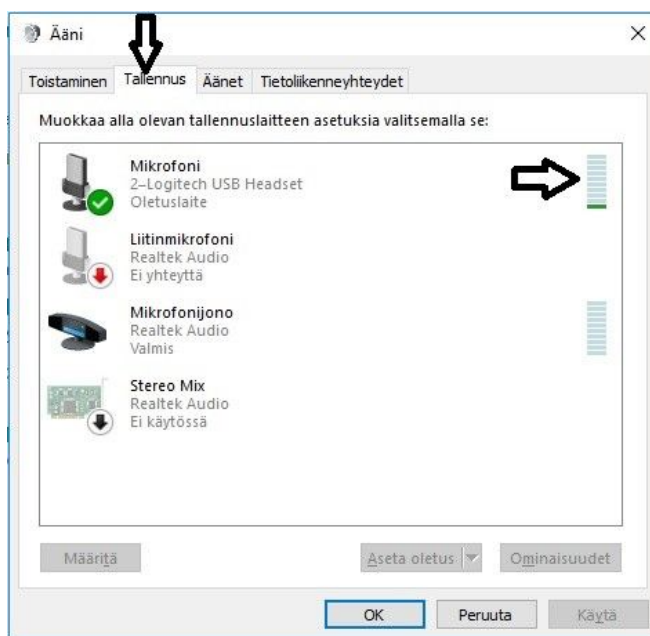 Ääni
Toistaminen Tallennus Äänet Tietoliikenneyhteydet
Muokkaa alla olevan tallennuslaitteen asetuksia valitsemalla se:
Mikrofoni
2-Logitech USB Headset
Oletuslaite
Liitinmikrofoni
Realtek Audio
Ei yhteyttä
Mikrofonijono
Realtek Audio
Valmis
Stereo Mix
Realtek Audio
Ei käytössä
Määritä Aseta oletus Ominaisuudet
OK Peruuta Käytä